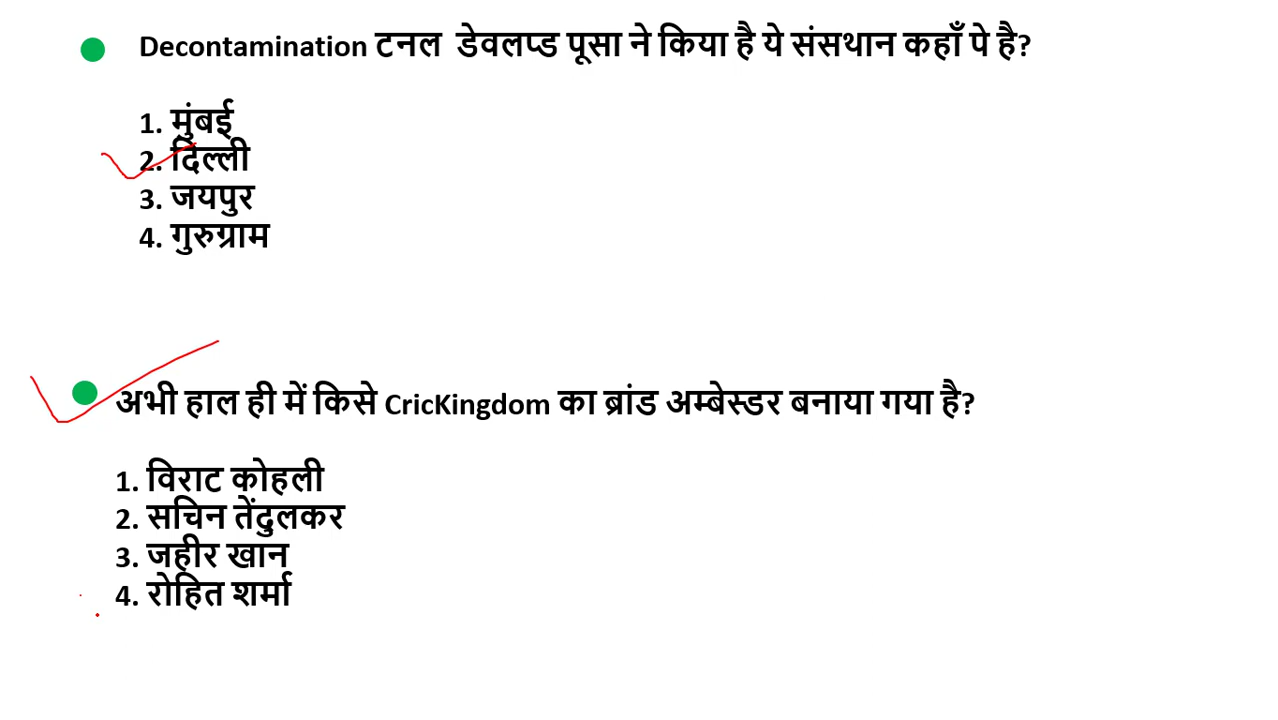 Decontamination टनल डेवलप्ड पूसा ने किया है ये संसथान कहाँ पे है?
1. मुंबई
2. दिल्ली
3. जयपुर
4. गुरुग्राम
अभी हाल ही में किसे CricKingdom का ब्रांड अम्बेस्डर बनाया गया है?
1. विराट कोहली
2. सचिन तेंदुलकर
3. जहीर खान
4. रोहित शर्मा